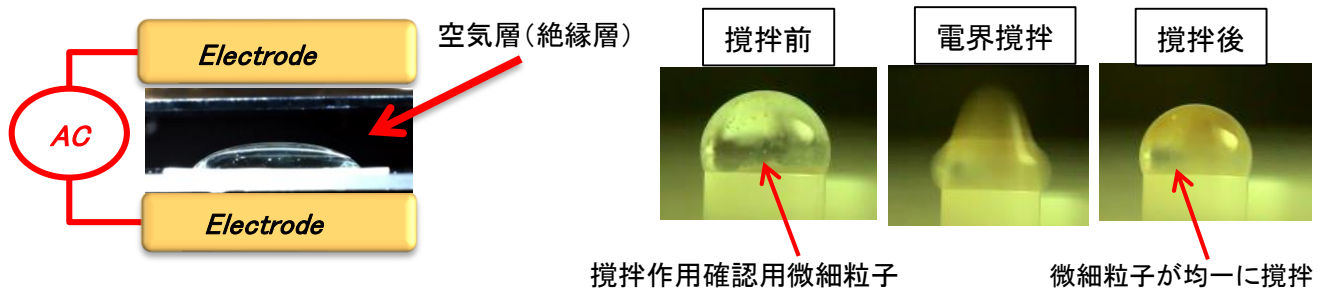 Electrode
空気層(絶縁層)
AC
Electrode
撹拌前
電界撹拌
撹拌後
撹拌作用確認用微細粒子
微細粒子が均一に撹拌